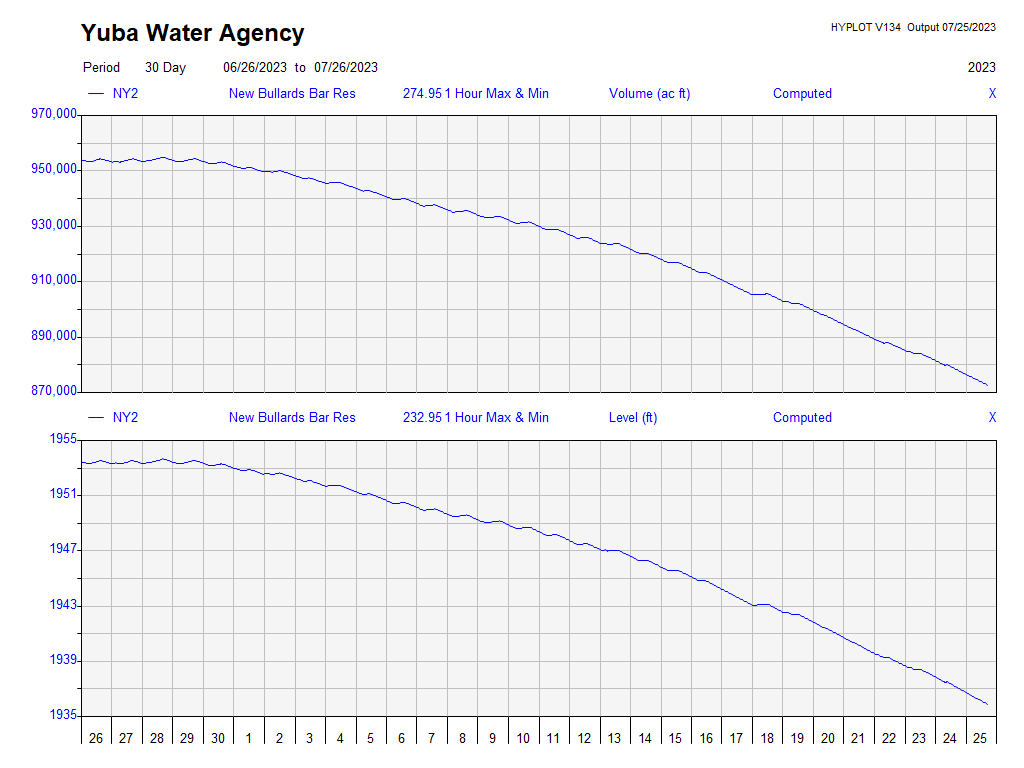 Yuba Water Agency
HYPLOT V134 Output 07/25/2023
Period 30 Day 06/26/2023 to 07/26/2023 2023
NY2 New Bullards Bar Res 274.95 1 Hour Max & Min Volume (ac ft) Computed X
970,000
950,000
930,000
910,000
890,000
870,000
NY2 New Bullards Bar Res 232.95 1 Hour Max & Min Level (ft) Computed X
1955
1951
1947
1943
1939
1935
26 27 28 29 30 1 2 3 4 5 6 7 8 9 10 11 12 13 14 15 16 17 18 19 20 21 22 23 24 25